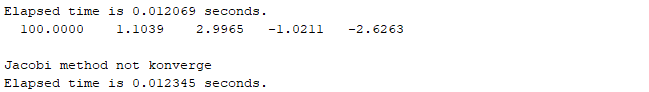 Elapsed time is 0.012069 seconds.
100.0000 1.1039 2.9965 -1.0211 -2.6263
Jacobi method not konverge
Elapsed time is 0.012345 seconds.